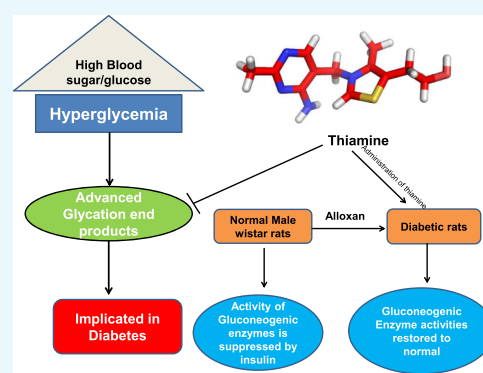 High Blood
sugar/glucose
Hyperglycemia
Thiamine
Administration of thiamine
Advanced
Glycation end
products
Normal Male
wistar rats
Alloxan
Diabetic rats
Implicated in
Diabetes
Activity of
Gluconeogenic
enzymes is
suppressed by
insulin
Gluconeogenic
Enzyme activities
restored to
normal